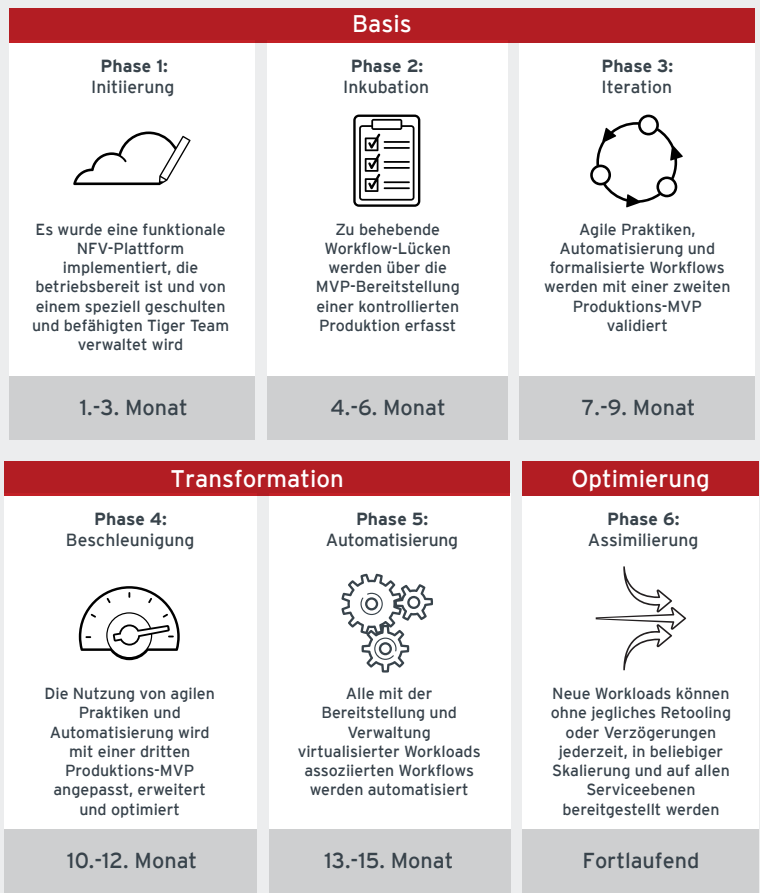 Basis
Phase 1:
Initiierung
Es wurde eine funktionale
NFV-Plattform
implementiert, die
betriebsbereit ist und von
einem speziell geschulten
und befähigten Tiger Team
verwaltet wird
1.-3. Monat
Phase 2:
Inkubation
Zu behebende
Workflow-Lücken
werden über die
MVP-Bereitstellung
einer kontrollierten
Produktion erfasst
4.-6. Monat
Phase 3:
Iteration
Agile Praktiken,
Automatisierung und
formalisierte Workflows
werden mit einer zweiten
Produktions-MVP
validiert
7.-9. Monat
Transformation
Phase 4:
Beschleunigung
Die Nutzung von agilen
Praktiken und
Automatisierung wird
mit einer dritten
Produktions-MVP
angepasst, erweitert
und optimiert
10.-12. Monat
Phase 5:
Automatisierung
Alle mit der
Bereitstellung und
Verwaltung
virtualisierter Workloads
assoziierten Workflows
werden automatisiert
13.-15. Monat
Optimierung
Phase 6:
Assimilierung
Neue Workloads können
ohne jegliches Retooling
oder Verzögerungen
jederzeit, in beliebiger
Skalierung und auf allen
Serviceebenen
bereitgestellt werden
Fortlaufend